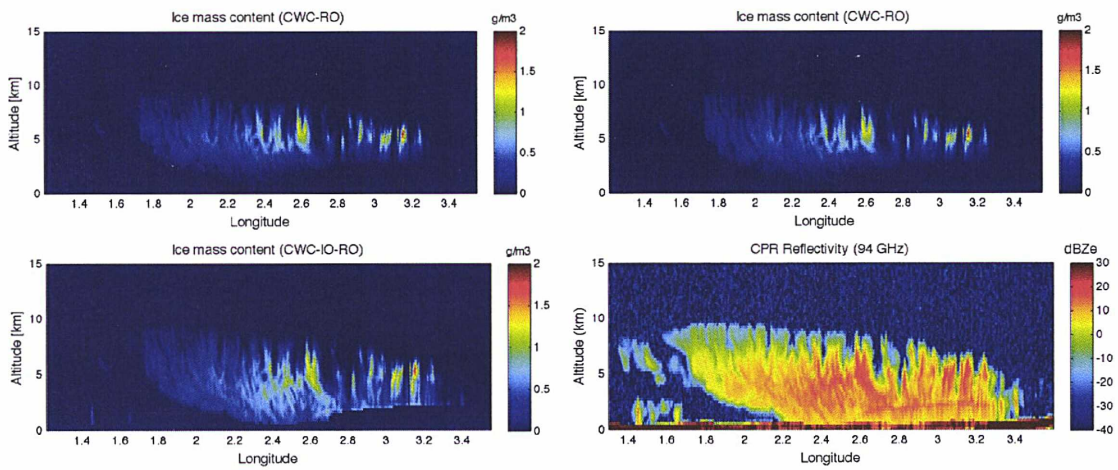 Ice mass content (CWC-RO)
g/m3
Altitude [km]
15
10
5
0
2
1.5
1
0.5
0
1.4 1.6 1.8 2 2.2 2.4 2.6 2.8 3 3.2 3.4
Longitude
Ice mass content (CWC-RO)
g/m3
Altitude [km]
15
10
5
0
2
1.5
1
0.5
0
1.4 1.6 1.8 2 2.2 2.4 2.6 2.8 3 3.2 3.4
Longitude
Ice mass content (CWC-IO-RO)
g/m3
Altitude [km]
15
10
5
0
2
1.5
1
0.5
0
1.4 1.6 1.8 2 2.2 2.4 2.6 2.8 3 3.2 3.4
Longitude
CPR Reflectivity (94 GHz)
dBZe
Altitude (km)
15
10
5
0
30
20
10
0
-10
-20
-30
-40
1.4 1.6 1.8 2 2.2 2.4 2.6 2.8 3 3.2 3.4
Longitude